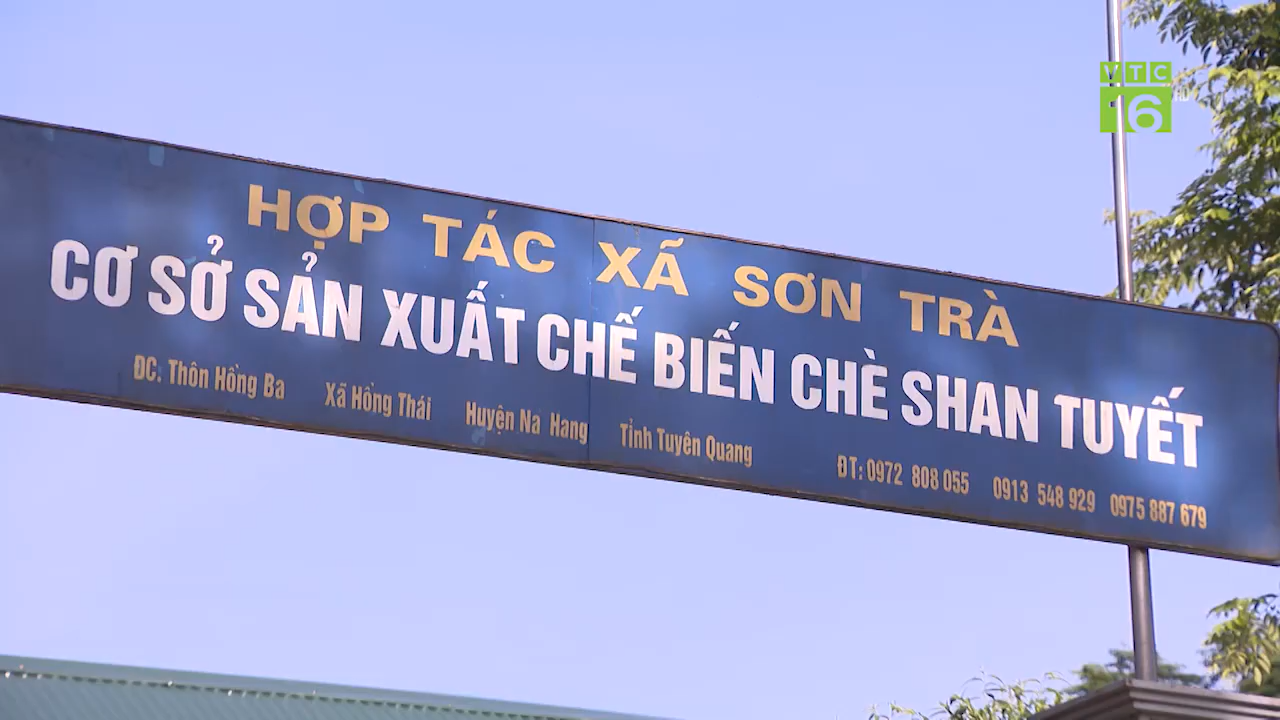 VTC
16
HỢP TÁC XÃ SƠN TRÀ
CƠ SỞ SẢN XUẤT CHẾ BIẾN CHÈ SHAN TUYẾT
ĐC. Thôn Hồng Ba Xã Hồng Thái Huyện Na Hang Tỉnh Tuyên Quang ĐT: 0972 808 055 0913 548 929 0975 887 679